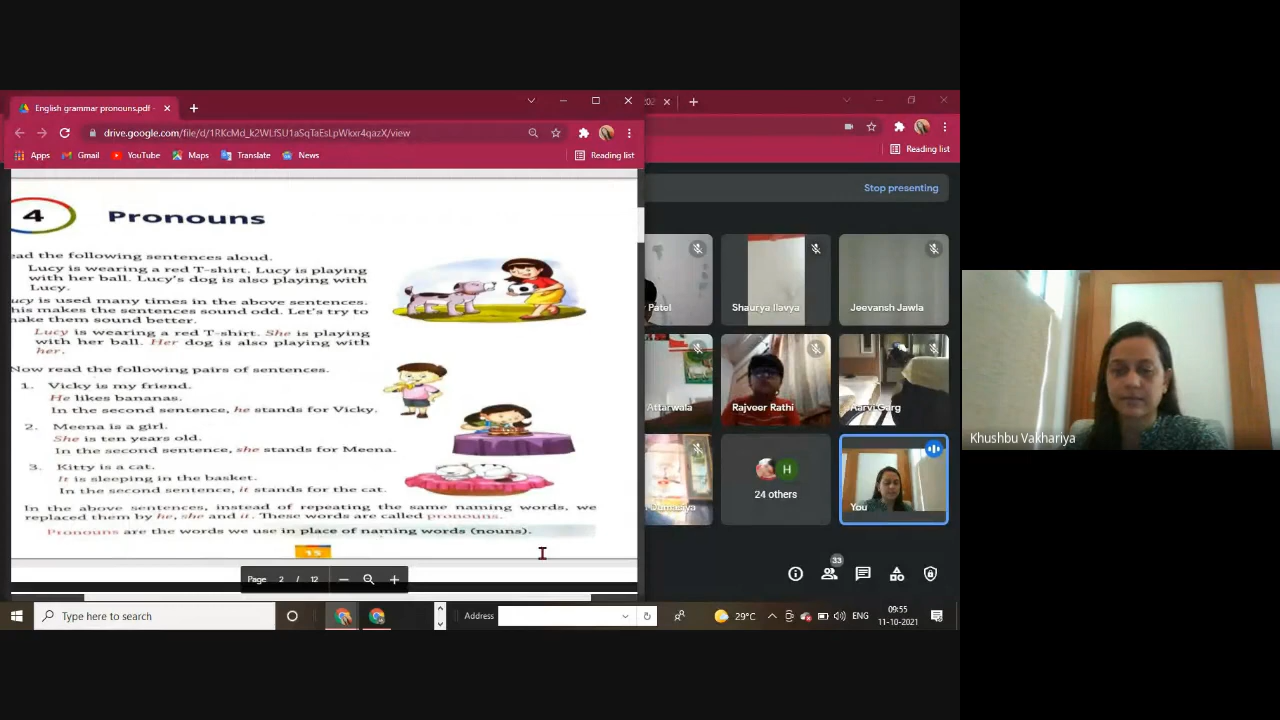 English grammar pronouns.pdf -
drive.google.com/file/d/1RKcMd_k2WLfSU1aSqTaEsLpWkxr4qazX/view
Apps Gmail YouTube Maps Translate News
Reading list
Reading list
Stop presenting
4 Pronouns
ead the following sentences aloud.
Lucy is wearing a red T-shirt. Lucy is playing
with her ball. Lucy's dog is also playing with
Lucy.
ucy is used many times in the above sentences.
his makes the sentences sound odd. Let's try to
nake them sound better.
Lucy is wearing a red T-shirt. She is playing
with her ball. Her dog is also playing with
her.
Now read the following pairs of sentences.
1. Vicky is my friend.
He likes bananas.
In the second sentence, he stands for Vicky.
2. Meena is a girl.
She is ten years old.
In the second sentence, she stands for Meena.
3. Kitty is a cat.
It is sleeping in the basket.
In the second sentence, it stands for the cat.
In the above sentences, instead of repeating the same naming words, we
replaced them by he, she and it. These words are called pronouns.
Pronouns are the words we use in place of naming words (nouns).
Page 2 / 12
Patel
Shaurya Ilavya
Jeevansh Jawla
Attarwala
Rajveer Rathi
Aarvi Garg
H
24 others
You
33
Khushbu Vakhariya
Type here to search
Address
29°C
ENG
09:55
11-10-2021